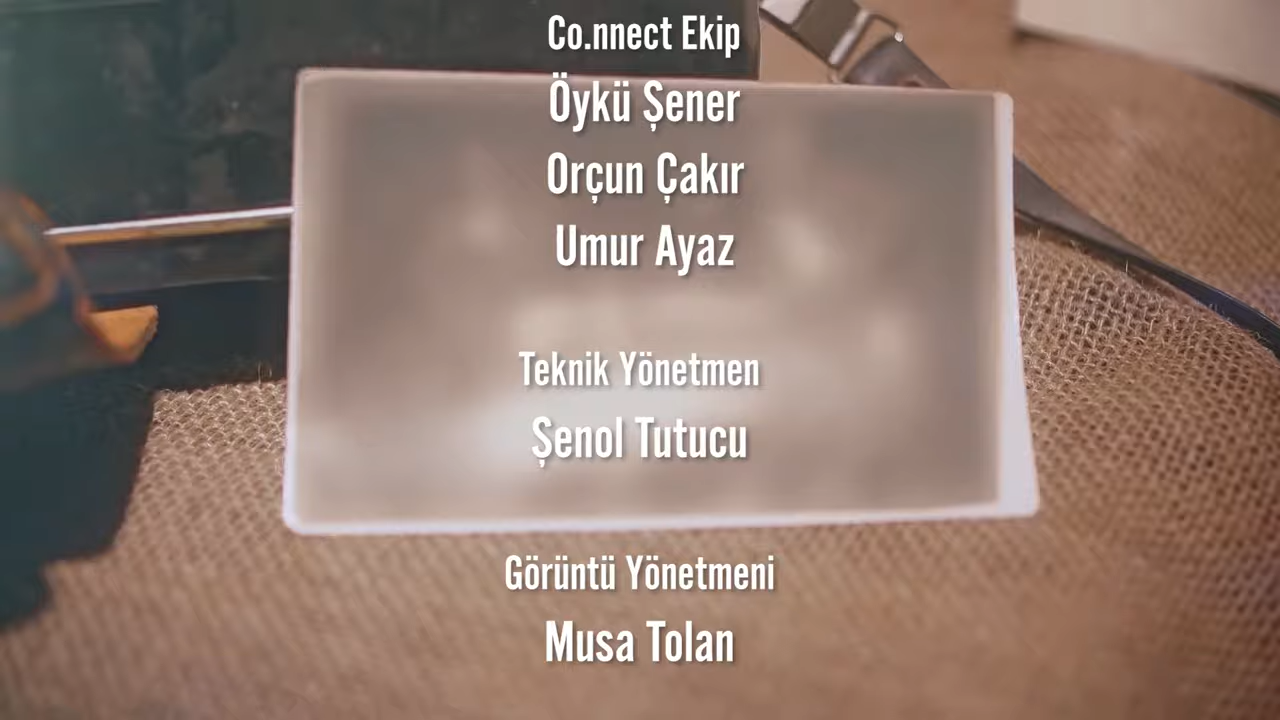 Co.nnect Ekip
Öykü Şener
Orçun Çakır
Umur Ayaz
Teknik Yönetmen
Şenol Tutucu
Görüntü Yönetmeni
Musa Tolan